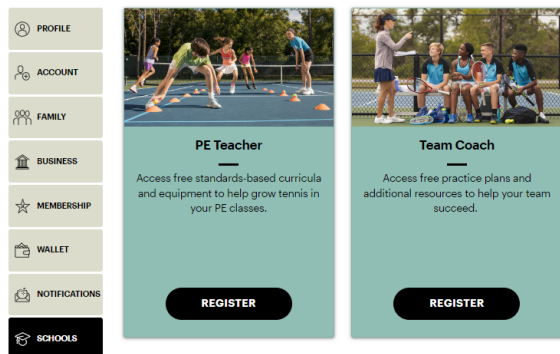 PROFILE
ACCOUNT
FAMILY
BUSINESS
MEMBERSHIP
WALLET
NOTIFICATIONS
SCHOOLS
PE Teacher
Access free standards-based curricula
and equipment to help grow tennis in
your PE classes.
REGISTER
Team Coach
Access free practice plans and
additional resources to help your team
succeed.
REGISTER